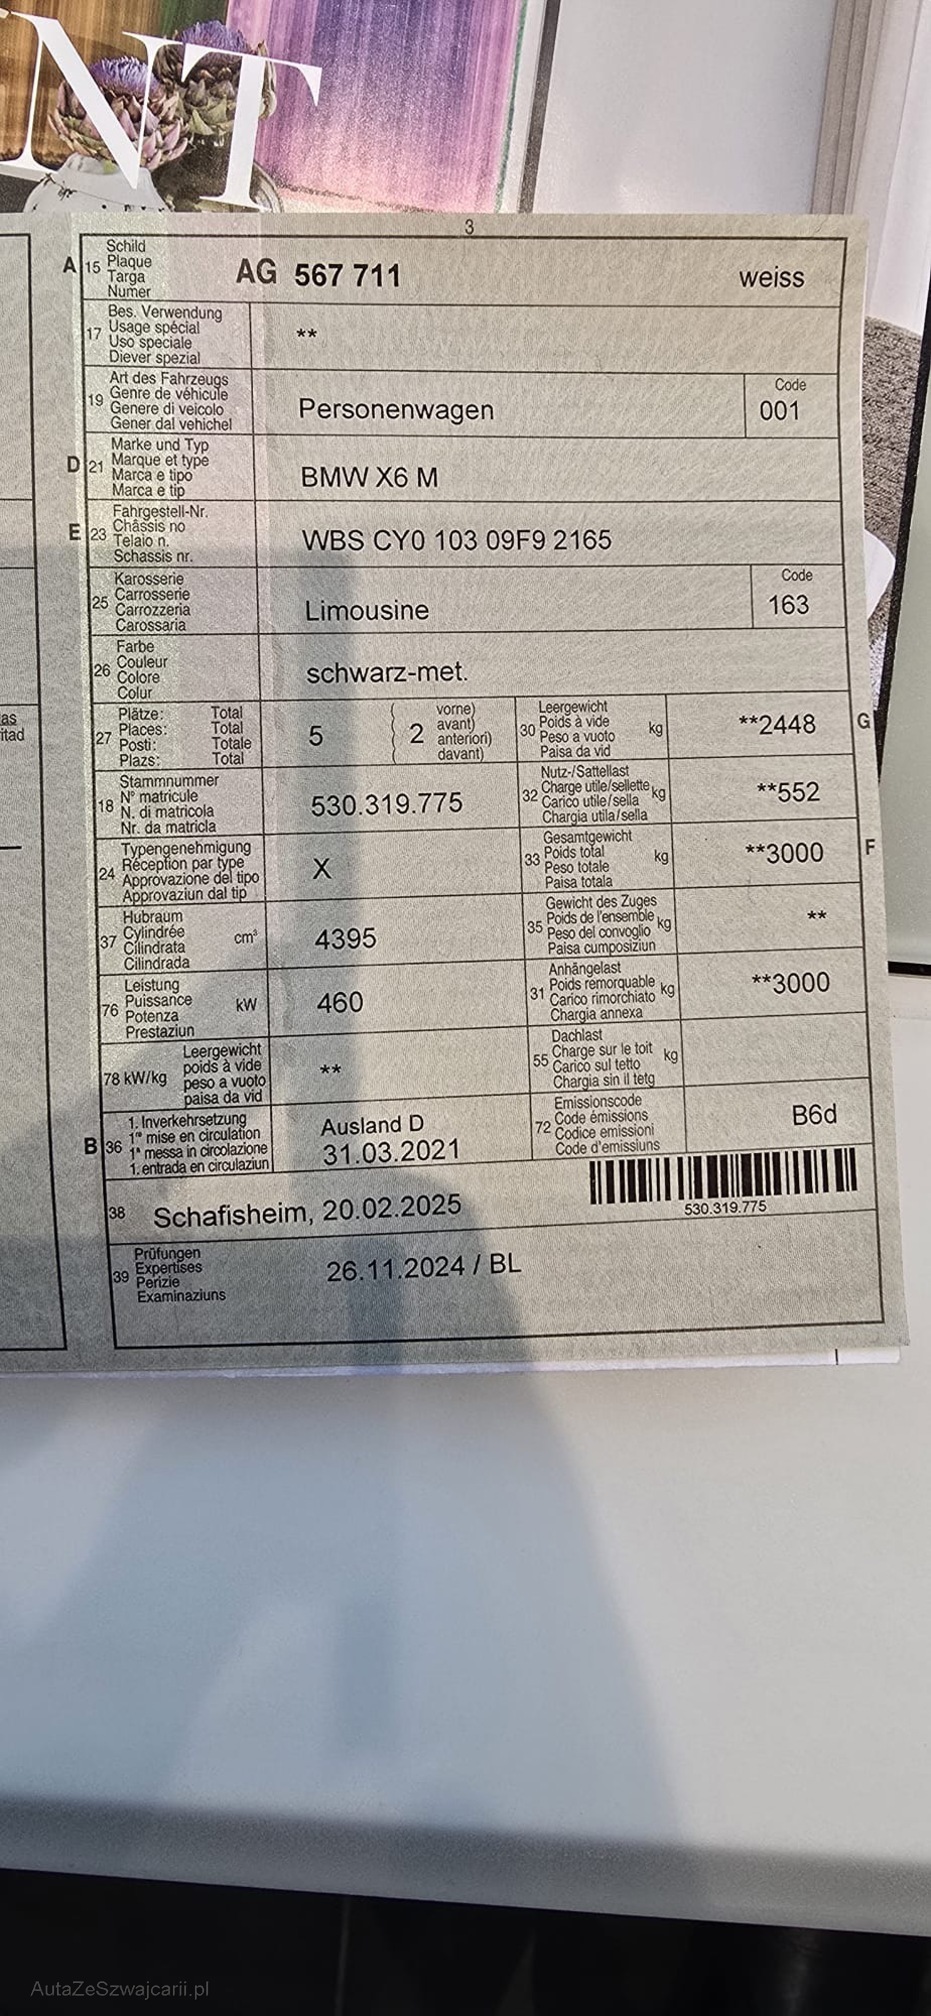 NT
3
A 15 Schild
Plaque
Targa
Numer
AG 567 711 weiss
17 Bes. Verwendung
Usage spécial
Uso speciale
Diever spezial
**
19 Art des Fahrzeugs
Genre de véhicule
Genere di veicolo
Gener dal vehichel
Personenwagen
Code
001
D 21 Marke und Typ
Marque et type
Marca e tipo
Marca e tip
BMW X6 M
E 23 Fahrgestell-Nr.
Châssis no
Telaio n.
Schassis nr.
WBS CY0 103 09F9 2165
25 Karosserie
Carrosserie
Carrozzeria
Carossaria
Limousine
Code
163
26 Farbe
Couleur
Colore
Colur
schwarz-met.
as
itad
27 Plätze: Total
Places: Total
Posti: Totale
Plazs: Total
5 2
vorne)
avant)
anteriori)
davant)
30 Leergewicht
Poids à vide kg
Peso a vuoto
Paisa da vid
**2448 G
18 Stammnummer
N° matricule
N. di matricola
Nr. da matricla
530.319.775
32 Nutz-/Sattellast
Charge utile/sellette kg
Carico utile/sella
Chargia utila/sella
**552
24 Typengenehmigung
Réception par type
Approvazione del tipo
Approvaziun dal tip
X
33 Gesamtgewicht
Poids total kg
Peso totale
Paisa totala
**3000 F
37 Hubraum
Cylindrée cm³
Cilindrata
Cilindrada
4395
35 Gewicht des Zuges
Poids de l'ensemble kg
Peso del convoglio
Paisa cumposiziun
**
76 Leistung
Puissance kW
Potenza
Prestaziun
460
31 Anhängelast
Poids remorquable kg
Carico rimorchiato
Chargia annexa
**3000
78 kW/kg Leergewicht
poids à vide
peso a vuoto
paisa da vid
**
55 Dachlast
Charge sur le toit kg
Carico sul tetto
Chargia sin il tetg
B 36 1. Inverkehrsetzung
1re mise en circulation
1a messa in circolazione
1. entrada en circulaziun
Ausland D
31.03.2021
72 Emissionscode
Code émissions
Codice emissioni
Code d'emissiuns
B6d
38 Schafisheim, 20.02.2025
530.319.775
39 Prüfungen
Expertises
Perizie
Examinaziuns
26.11.2024 / BL
AutaZeSzwajcarii.pl